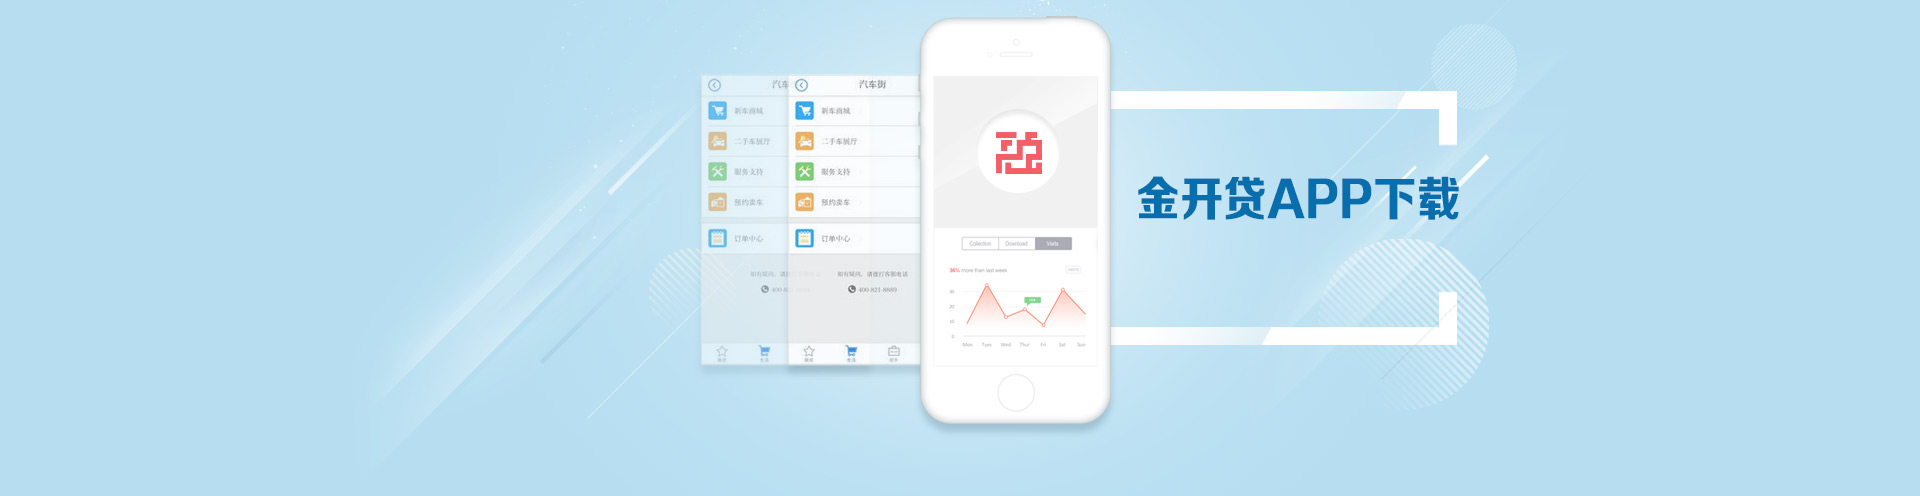 汽车
汽车街
新车商城
新车商城
二手车展厅
二手车展厅
服务支持
服务支持
预约卖车
预约卖车
订单中心
订单中心
如有疑问，请拨打客服电话
400-821-8889
Collection
Download
Visits
36% more than last week
0
Mon
Tues
Wed
Thur
Fri
Sat
Sun
金开贷APP下载